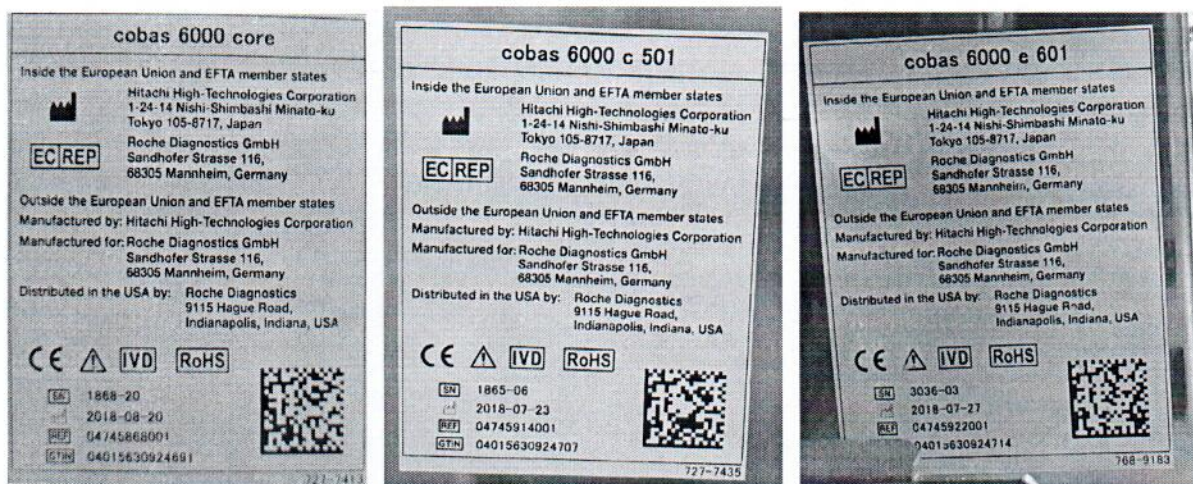 cobas 6000 core
Inside the European Union and EFTA member states
Hitachi High-Technologies Corporation
1-24-14 Nishi-Shimbashi Minato-ku
Tokyo 105-8717, Japan
EC REP
Roche Diagnostics GmbH
Sandhofer Strasse 116,
68305 Mannheim, Germany
Outside the European Union and EFTA member states
Manufactured by: Hitachi High-Technologies Corporation
Manufactured for: Roche Diagnostics GmbH
Sandhofer Strasse 116,
68305 Mannheim, Germany
Distributed in the USA by: Roche Diagnostics
9115 Hague Road,
Indianapolis, Indiana, USA
CE IVD RoHS
SN 1868-20
2018-08-20
REF 04745868001
GTIN 04015630924691
727-7413
cobas 6000 c 501
Inside the European Union and EFTA member states
Hitachi High-Technologies Corporation
1-24-14 Nishi-Shimbashi Minato-ku
Tokyo 105-8717, Japan
EC REP
Roche Diagnostics GmbH
Sandhofer Strasse 116,
68305 Mannheim, Germany
Outside the European Union and EFTA member states
Manufactured by: Hitachi High-Technologies Corporation
Manufactured for: Roche Diagnostics GmbH
Sandhofer Strasse 116,
68305 Mannheim, Germany
Distributed in the USA by: Roche Diagnostics
9115 Hague Road,
Indianapolis, Indiana, USA
CE IVD RoHS
SN 1865-06
2018-07-23
REF 04745914001
GTIN 04015630924707
727-7435
cobas 6000 e 601
Inside the European Union and EFTA member states
Hitachi High-Technologies Corporation
1-24-14 Nishi-Shimbashi Minato-ku
Tokyo 105-8717, Japan
EC REP
Roche Diagnostics GmbH
Sandhofer Strasse 116,
68305 Mannheim, Germany
Outside the European Union and EFTA member states
Manufactured by: Hitachi High-Technologies Corporation
Manufactured for: Roche Diagnostics GmbH
Sandhofer Strasse 116,
68305 Mannheim, Germany
Distributed in the USA by: Roche Diagnostics
9115 Hague Road,
Indianapolis, Indiana, USA
CE IVD RoHS
SN 3036-03
2018-07-27
REF 04745922001
04015630924714
768-9183